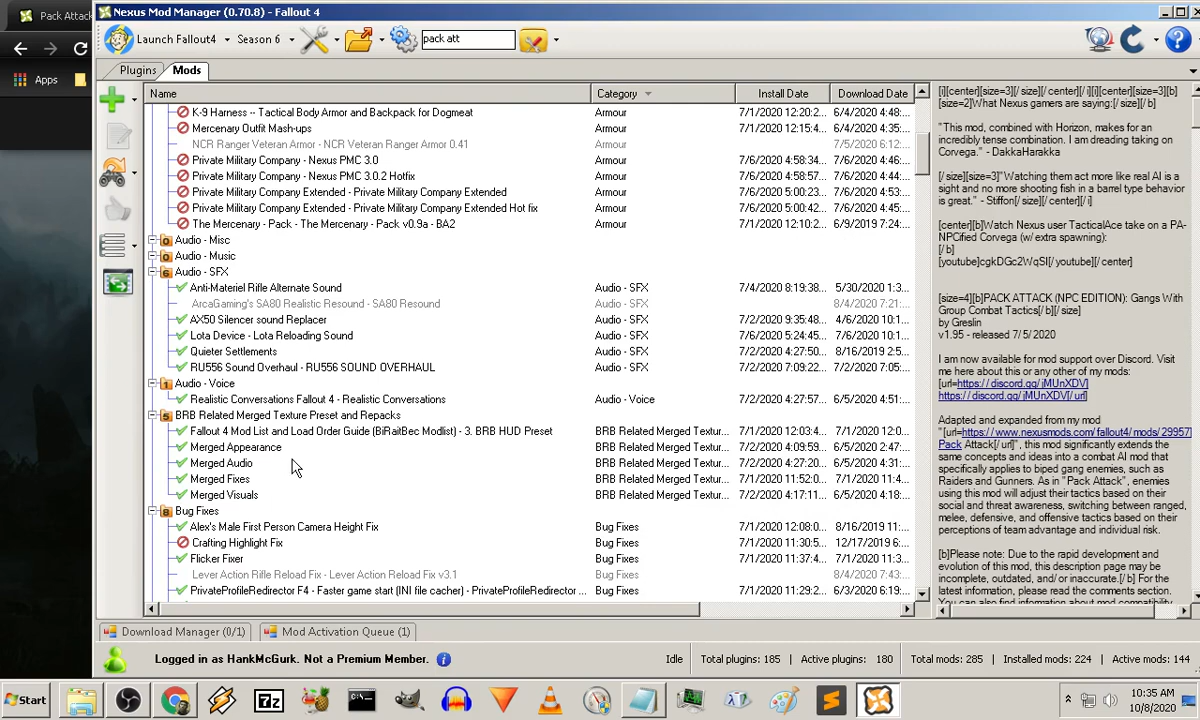 Pack Attack
Nexus Mod Manager (0.70.8) - Fallout 4
Launch Fallout4
Season 6
pack att
Apps
Plugins
Mods
Name
Category
Install Date
Download Date
K-9 Harness -- Tactical Body Armor and Backpack for Dogmeat Armour 7/1/2020 12:20:2... 6/4/2020 4:48:...
Mercenary Outfit Mash-ups Armour 7/1/2020 12:15:4... 6/4/2020 4:35:...
NCR Ranger Veteran Armor - NCR Veteran Ranger Armor 0.41 Armour 7/5/2020 6:12:...
Private Military Company - Nexus PMC 3.0 Armour 7/6/2020 4:58:34... 7/6/2020 4:45:...
Private Military Company - Nexus PMC 3.0.2 Hotfix Armour 7/6/2020 4:58:57... 7/6/2020 4:44:...
Private Military Company Extended - Private Military Company Extended Armour 7/6/2020 5:00:23... 7/6/2020 4:53:...
Private Military Company Extended - Private Military Company Extended Hot fix Armour 7/6/2020 5:00:42... 7/6/2020 4:45:...
The Mercenary - Pack - The Mercenary - Pack v0.9a - BA2 Armour 7/1/2020 12:10:2... 6/9/2019 7:24:...
0 Audio - Misc
0 Audio - Music
6 Audio - SFX
Anti-Materiel Rifle Alternate Sound Audio - SFX 7/4/2020 8:19:38... 5/30/2020 1:3...
ArcaGaming's SA80 Realistic Resound - SA80 Resound Audio - SFX 8/4/2020 7:21:...
AX50 Silencer sound Replacer Audio - SFX 7/2/2020 9:35:48... 4/6/2020 10:1...
Lota Device - Lota Reloading Sound Audio - SFX 7/6/2020 5:24:45... 7/6/2020 10:1...
Quieter Settlements Audio - SFX 7/2/2020 4:27:50... 8/16/2019 2:5...
RU556 Sound Overhaul - RU556 SOUND OVERHAUL Audio - SFX 7/2/2020 7:09:22... 7/2/2020 7:05:...
1 Audio - Voice
Realistic Conversations Fallout 4 - Realistic Conversations Audio - Voice 7/2/2020 4:27:57... 6/5/2020 4:51:...
5 BRB Related Merged Texture Preset and Repacks
Fallout 4 Mod List and Load Order Guide (BiRaitBec Modlist) - 3. BRB HUD Preset BRB Related Merged Textur... 7/1/2020 12:03:4... 7/1/2020 12:0...
Merged Appearance BRB Related Merged Textur... 7/2/2020 4:09:59... 6/5/2020 2:47:...
Merged Audio BRB Related Merged Textur... 7/2/2020 4:27:20... 6/5/2020 4:31:...
Merged Fixes BRB Related Merged Textur... 7/1/2020 11:52:0... 7/1/2020 11:4...
Merged Visuals BRB Related Merged Textur... 7/2/2020 4:17:11... 6/5/2020 4:18:...
8 Bug Fixes
Alex's Male First Person Camera Height Fix Bug Fixes 7/1/2020 12:08:0... 8/16/2019 11:...
Crafting Highlight Fix Bug Fixes 7/1/2020 11:30:5... 12/17/2019 6:...
Flicker Fixer Bug Fixes 7/1/2020 11:37:4... 7/1/2020 11:3...
Lever Action Rifle Reload Fix - Lever Action Reload Fix v3.1 Bug Fixes 8/4/2020 7:43:...
PrivateProfileRedirector F4 - Faster game start (INI file cacher) - PrivateProfileRedirector ... Bug Fixes 7/1/2020 11:29:2... 6/3/2020 6:19:...
[i][center][size=3][/ size][/ center][/ i][i][center][size=3][b]
[size=2]What Nexus gamers are saying:[/ size][/ b]
"This mod, combined with Horizon, makes for an
incredibly tense combination. I am dreading taking on
Corvega." - DakkaHarakka
[/ size][size=3]"Watching them act more like real AI is a
sight and no more shooting fish in a barrel type behavior
is great." - Stiffon[/ size][/ center][/ i]
[center][b]Watch Nexus user TacticalAce take on a PA-
NPCified Corvega (w/ extra spawning):
[/ b]
[youtube]cgkDGc2WqSI[/ youtube][/ center]
[size=4][b]PACK ATTACK (NPC EDITION): Gangs With
Group Combat Tactics[/ b][/ size]
by Greslin
v1.95 - released 7/ 5/ 2020
I am now available for mod support over Discord. Visit
me here about this or any other of my mods:
[url=https:/ / discord.gg/ jMUnXDV]
https:/ / discord.gg/ jMUnXDV[/ url]
Adapted and expanded from my mod
"[url=https:/ / www.nexusmods.com/ fallout4/ mods/ 29957]
Pack Attack[/ url]", this mod significantly extends the
same concepts and ideas into a combat AI mod that
specifically applies to biped gang enemies, such as
Raiders and Gunners. As in "Pack Attack", enemies
using this mod will adjust their tactics based on their
social and threat awareness, switching between ranged,
melee, defensive, and offensive tactics based on their
perceptions of team advantage and individual risk.
[b]Please note: Due to the rapid development and
evolution of this mod, this description page may be
incomplete, outdated, and/ or inaccurate.[/ b] For the
latest information, please read the comments section.
You can also find information about mod compatibility
Download Manager (0/1)
Mod Activation Queue (1)
Logged in as HankMcGurk. Not a Premium Member.
Idle
Total plugins: 185
Active plugins: 180
Total mods: 285
Installed mods: 224
Active mods: 144
Start
10:35 AM
10/8/2020